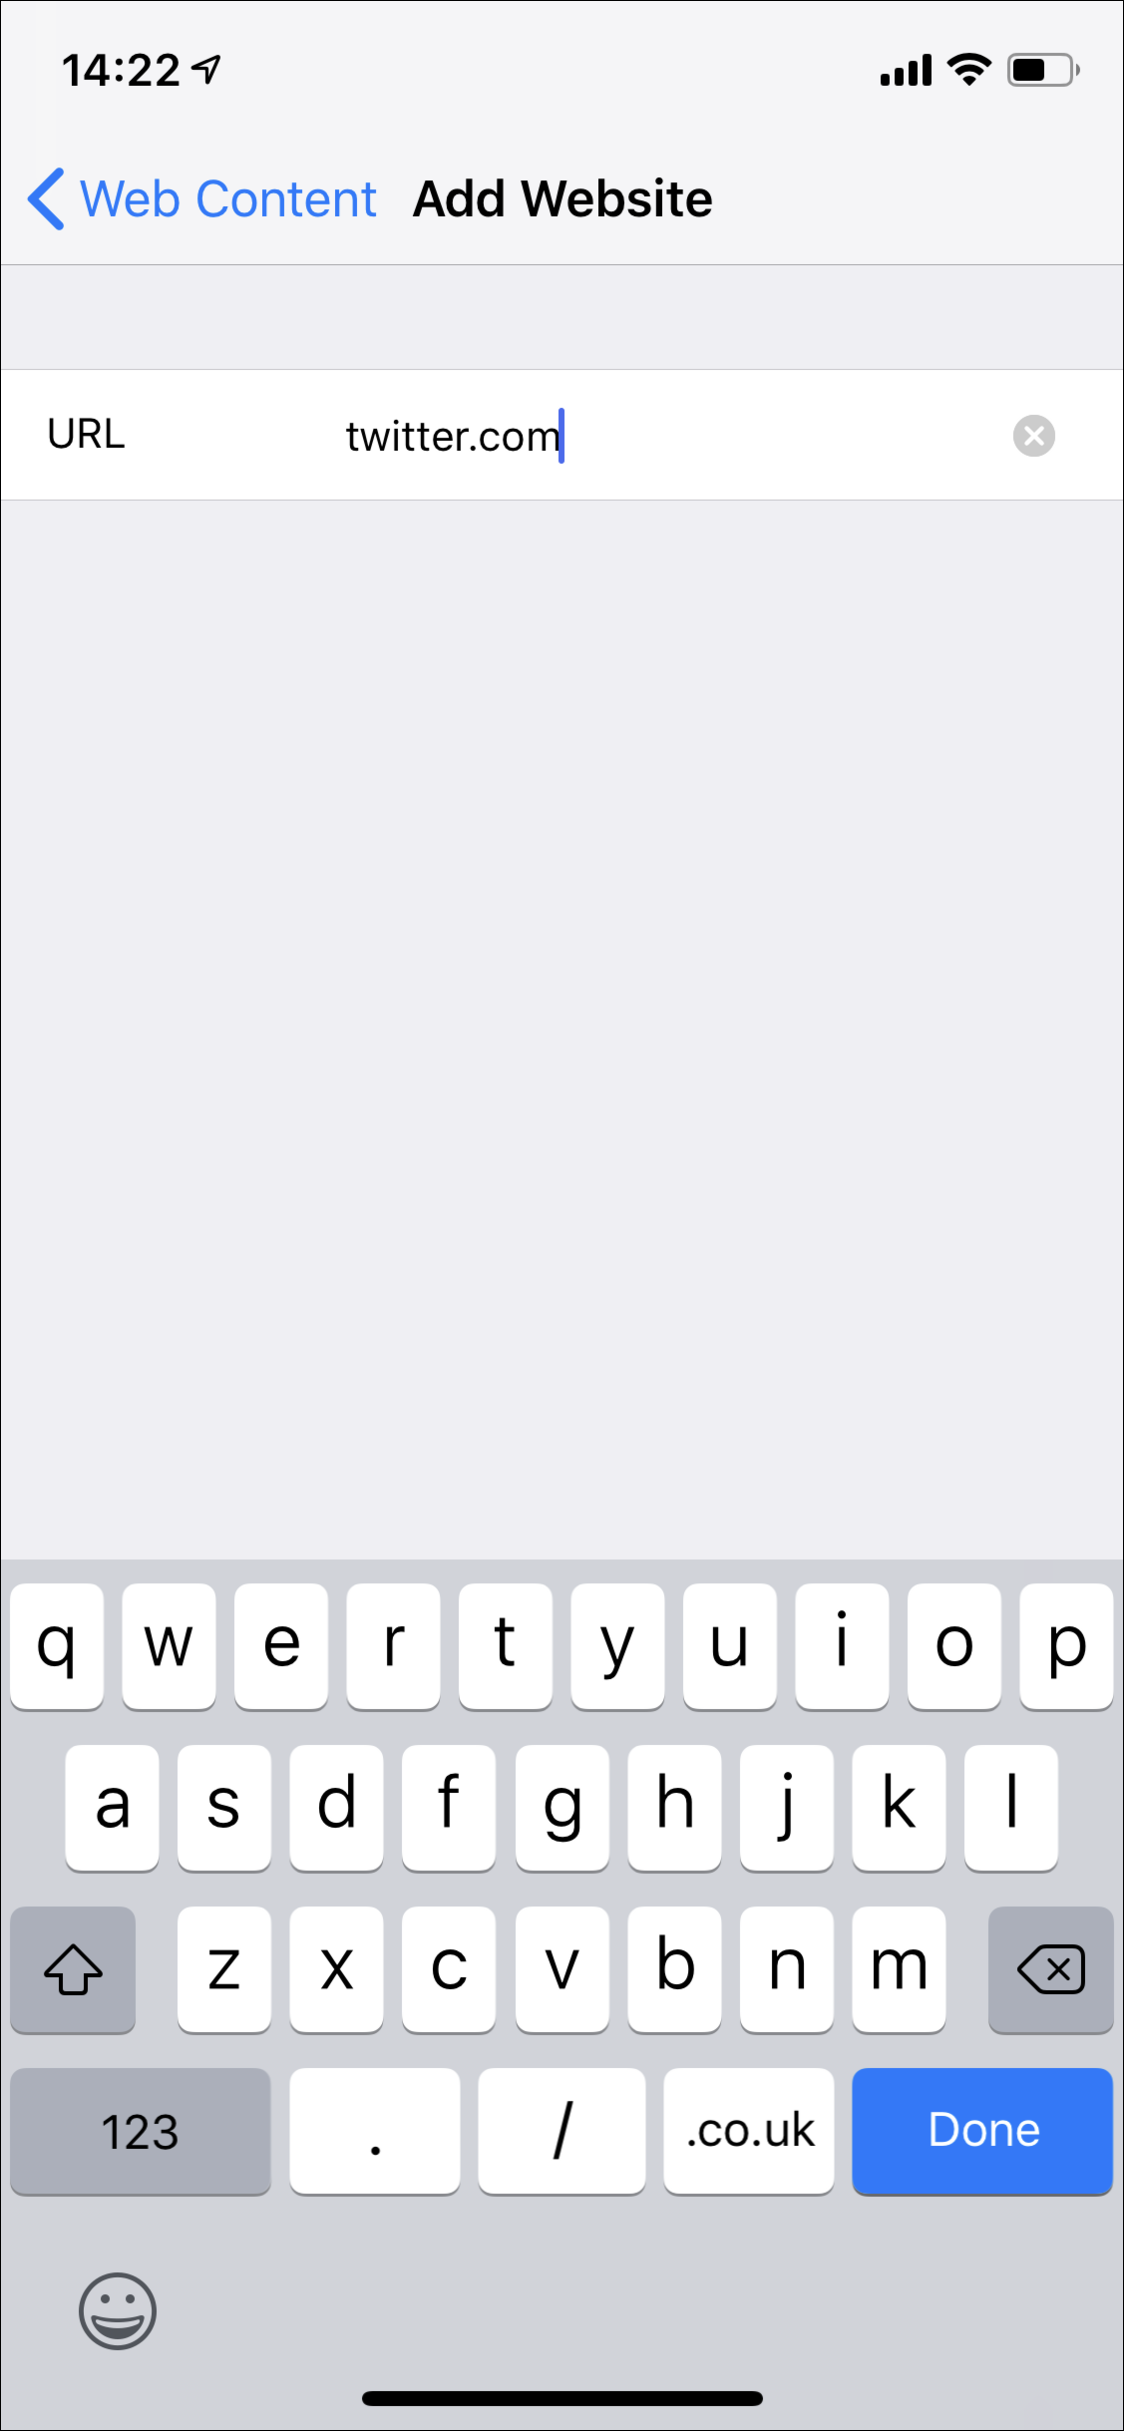 14:22
Web Content Add Website
URL twitter.com
q w e r t y u i o p
a s d f g h j k l
z x c v b n m
123 . / .co.uk Done